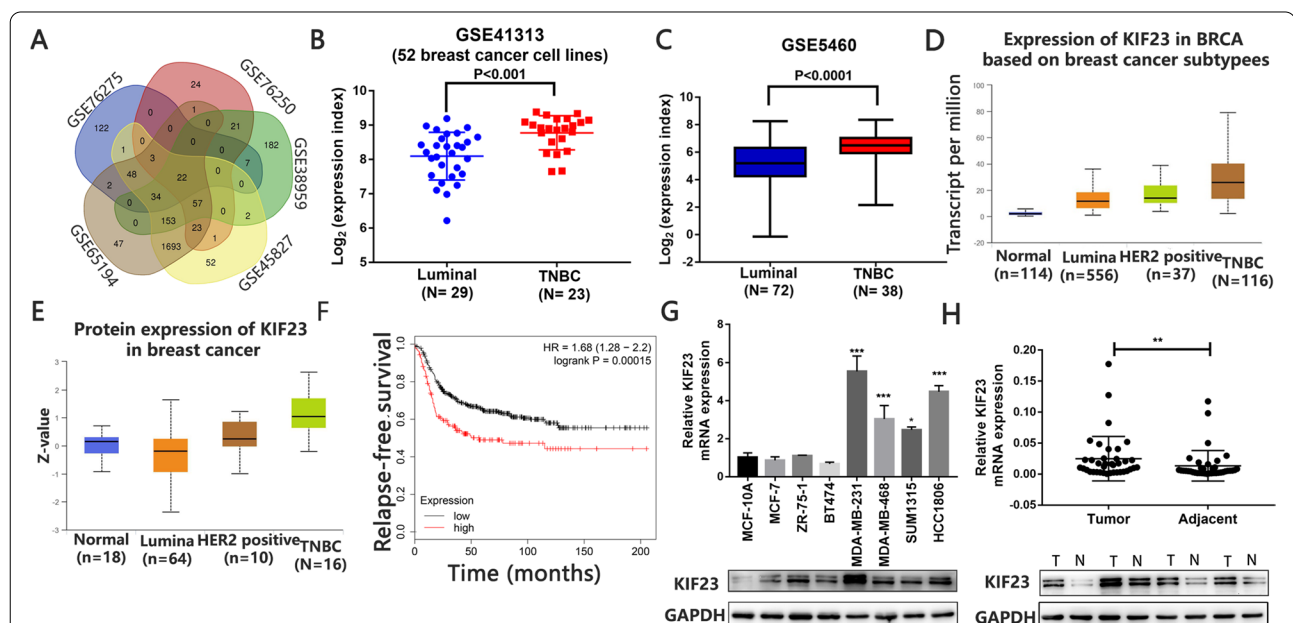 A
GSE76275
GSE76250
GSE38959
GSE45827
GSE65194
24
1
0
0
21
122
0
0
182
1
0
0
7
3
0
48
22
0
0
2
34
57
0
2
0
153
23
47
1693
1
52
B
GSE41313
(52 breast cancer cell lines)
P<0.001
Log2 (expression index)
10
9
8
7
6
5
Luminal
(N= 29)
TNBC
(N= 23)
C
GSE5460
P<0.0001
Log2 (expression index)
10
8
6
4
2
0
-2
Luminal
(N= 72)
TNBC
(N= 38)
D
Expression of KIF23 in BRCA
based on breast cancer subtypees
Transcript per million
100
80
60
40
20
0
-20
Normal
(n=114)
Lumina
(n=556)
HER2 positive
(n=37)
TNBC
(N=116)
E
Protein expression of KIF23
in breast cancer
Z-value
3
2
1
0
-1
-2
-3
Normal
(n=18)
Lumina
(n=64)
HER2 positive
(n=10)
TNBC
(N=16)
F
Relapse-free survival
1.0
0.8
0.6
0.4
0.2
0.0
HR = 1.68 (1.28 − 2.2)
logrank P = 0.00015
Expression
low
high
0
50
100
150
200
Time (months)
G
Relative KIF23
mRNA expression
8
6
4
2
0
***
***
*
***
MCF-10A
MCF-7
ZR-75-1
BT474
MDA-MB-231
MDA-MB-468
SUM1315
HCC1806
KIF23
GAPDH
H
Relative KIF23
mRNA expression
0.20
0.15
0.10
0.05
0.00
-0.05
**
Tumor
Adjacent
T N T N T N T N
KIF23
GAPDH